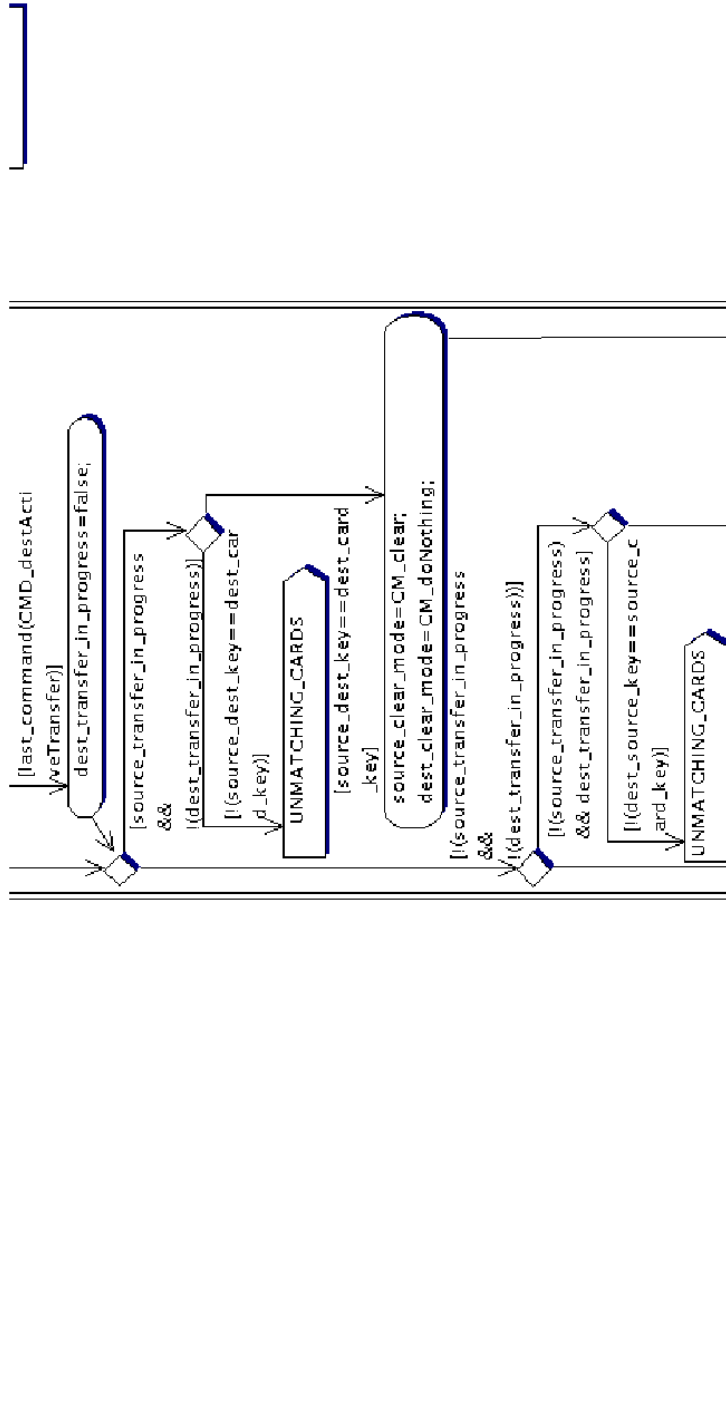 [last_command(CMD_destActi
veTransfer)]
dest_transfer_in_progress=false;
[source_transfer_in_progress
&&
!(dest_transfer_in_progress)]
[!(source_dest_key==dest_car
d_key)]
UNMATCHING_CARDS
[source_dest_key==dest_card
_key]
source_clear_mode=CM_clear;
dest_clear_mode=CM_doNothing;
[!(source_transfer_in_progress
&&
!(dest_transfer_in_progress))]
[!(source_transfer_in_progress)
&& dest_transfer_in_progress]
[!(dest_source_key==source_c
ard_key)]
UNMATCHING_CARDS